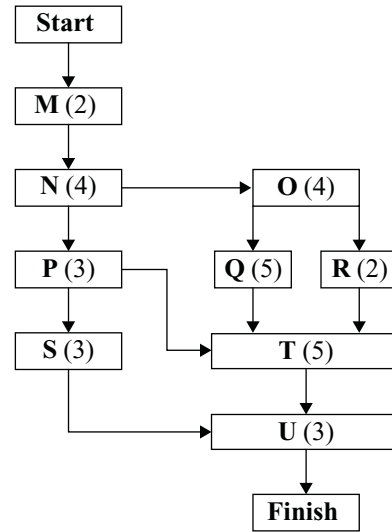 Start
M (2)
N (4)
O (4)
P (3)
Q (5)
R (2)
S (3)
T (5)
U (3)
Finish